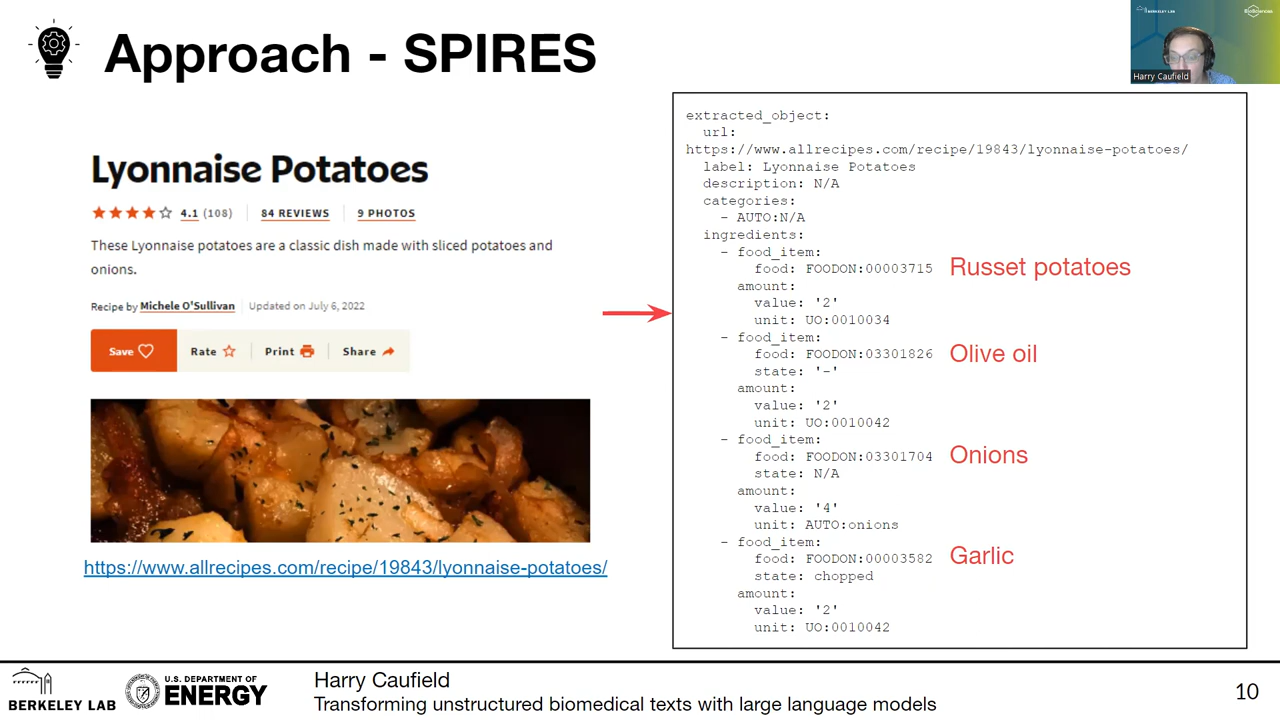 Approach - SPIRES
BERKELEY LAB
BioSciences
Harry Caufield
Lyonnaise Potatoes
4.1 (108) 84 REVIEWS 9 PHOTOS
These Lyonnaise potatoes are a classic dish made with sliced potatoes and
onions.
Recipe by Michele O'Sullivan Updated on July 6, 2022
Save Rate Print Share
https://www.allrecipes.com/recipe/19843/lyonnaise-potatoes/
extracted_object:
url:
https://www.allrecipes.com/recipe/19843/lyonnaise-potatoes/
label: Lyonnaise Potatoes
description: N/A
categories:
- AUTO:N/A
ingredients:
- food_item:
food: FOODON:00003715 Russet potatoes
amount:
value: '2'
unit: UO:0010034
- food_item:
food: FOODON:03301826 Olive oil
state: '-'
amount:
value: '2'
unit: UO:0010042
- food_item:
food: FOODON:03301704 Onions
state: N/A
amount:
value: '4'
unit: AUTO:onions
- food_item:
food: FOODON:00003582 Garlic
state: chopped
amount:
value: '2'
unit: UO:0010042
BERKELEY LAB
U.S. DEPARTMENT OF
ENERGY
Harry Caufield
Transforming unstructured biomedical texts with large language models
10